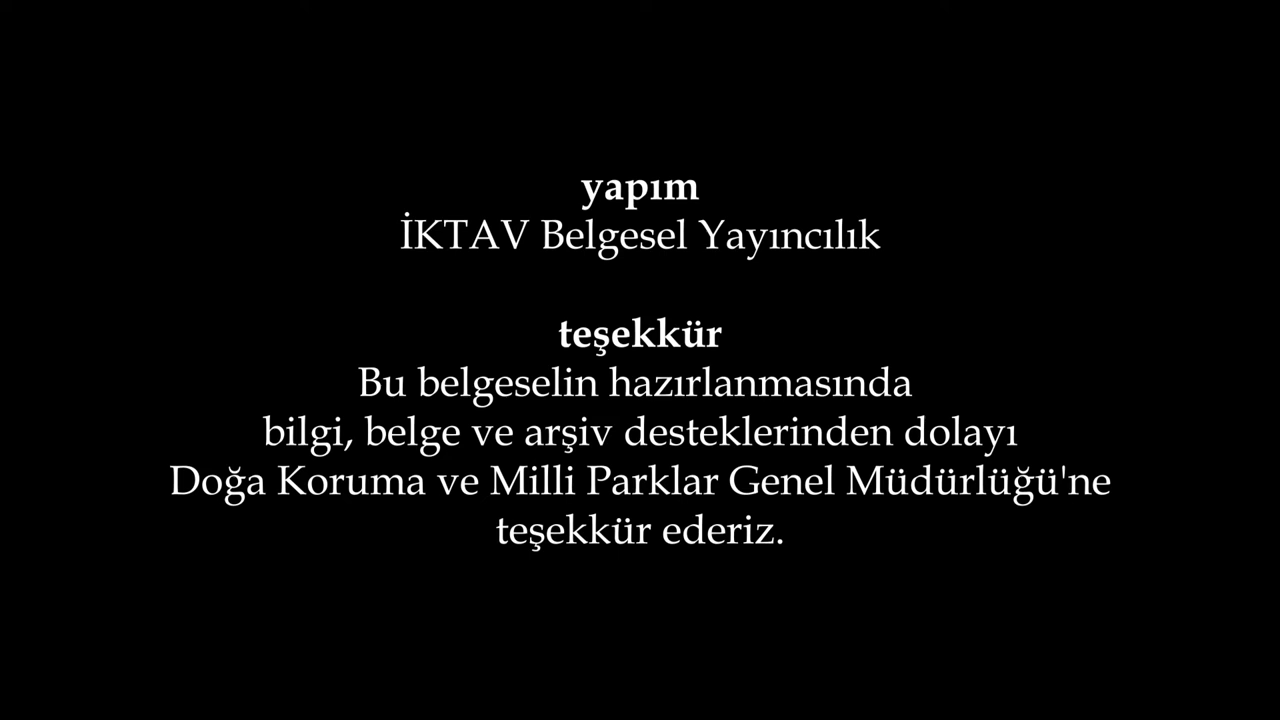 yapım
İKTAV Belgesel Yayıncılık
teşekkür
Bu belgeselin hazırlanmasında
bilgi, belge ve arşiv desteklerinden dolayı
Doğa Koruma ve Milli Parklar Genel Müdürlüğü'ne
teşekkür ederiz.